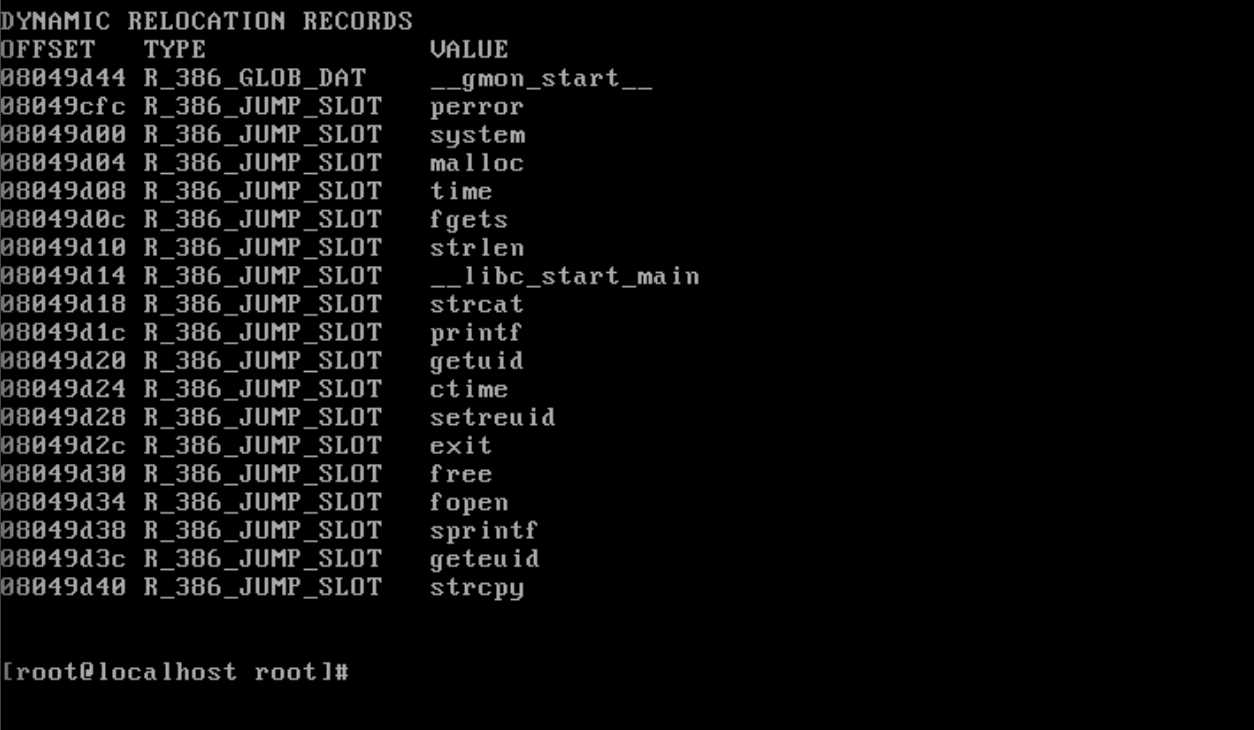 DYNAMIC RELOCATION RECORDS
OFFSET   TYPE              VALUE
08049d44 R_386_GLOB_DAT    __gmon_start__
08049cfc R_386_JUMP_SLOT   perror
08049d00 R_386_JUMP_SLOT   system
08049d04 R_386_JUMP_SLOT   malloc
08049d08 R_386_JUMP_SLOT   time
08049d0c R_386_JUMP_SLOT   fgets
08049d10 R_386_JUMP_SLOT   strlen
08049d14 R_386_JUMP_SLOT   __libc_start_main
08049d18 R_386_JUMP_SLOT   strcat
08049d1c R_386_JUMP_SLOT   printf
08049d20 R_386_JUMP_SLOT   getuid
08049d24 R_386_JUMP_SLOT   ctime
08049d28 R_386_JUMP_SLOT   setreuid
08049d2c R_386_JUMP_SLOT   exit
08049d30 R_386_JUMP_SLOT   free
08049d34 R_386_JUMP_SLOT   fopen
08049d38 R_386_JUMP_SLOT   sprintf
08049d3c R_386_JUMP_SLOT   geteuid
08049d40 R_386_JUMP_SLOT   strcpy
[root@localhost root]#